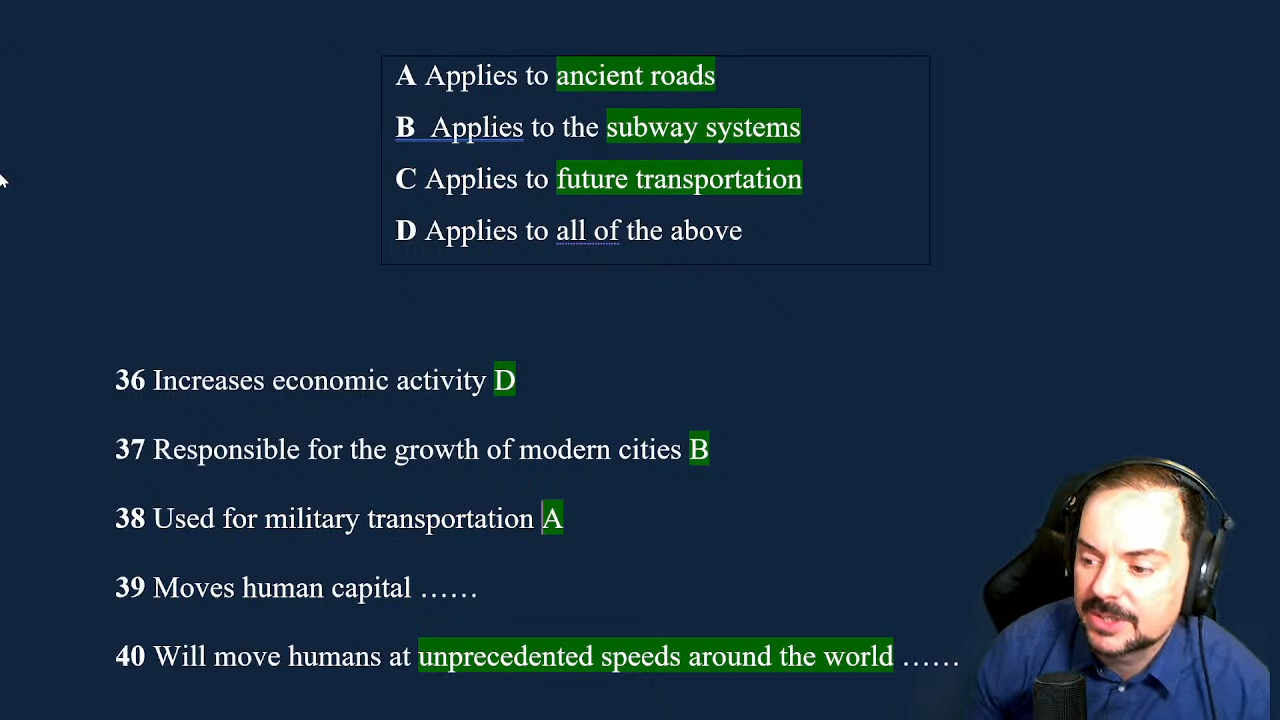 A Applies to ancient roads
B Applies to the subway systems
C Applies to future transportation
D Applies to all of the above
36 Increases economic activity D
37 Responsible for the growth of modern cities B
38 Used for military transportation A
39 Moves human capital ......
40 Will move humans at unprecedented speeds around the world ......